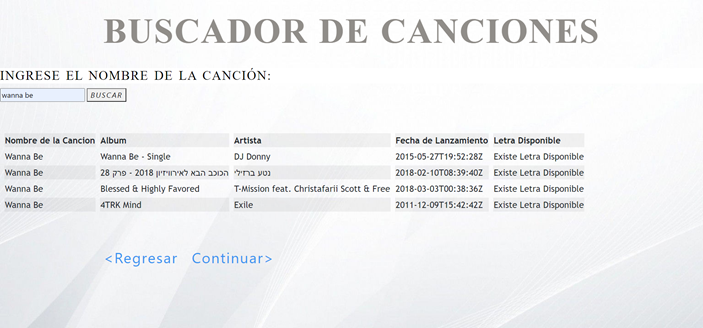 BUSCADOR DE CANCIONES
INGRESE EL NOMBRE DE LA CANCIÓN:
wanna be BUSCAR
Nombre de la Cancion Album Artista Fecha de Lanzamiento Letra Disponible
Wanna Be Wanna Be - Single DJ Donny 2015-05-27T19:52:28Z Existe Letra Disponible
Wanna Be הכוכב הבא לאירוויזיון 2018 - פרק 28 נטע ברזילי 2018-02-10T08:39:40Z Existe Letra Disponible
Wanna Be Blessed & Highly Favored T-Mission feat. Christafarii Scott & Free 2018-03-03T00:38:36Z Existe Letra Disponible
Wanna Be 4TRK Mind Exile 2011-12-09T15:42:42Z Existe Letra Disponible
<Regresar Continuar>